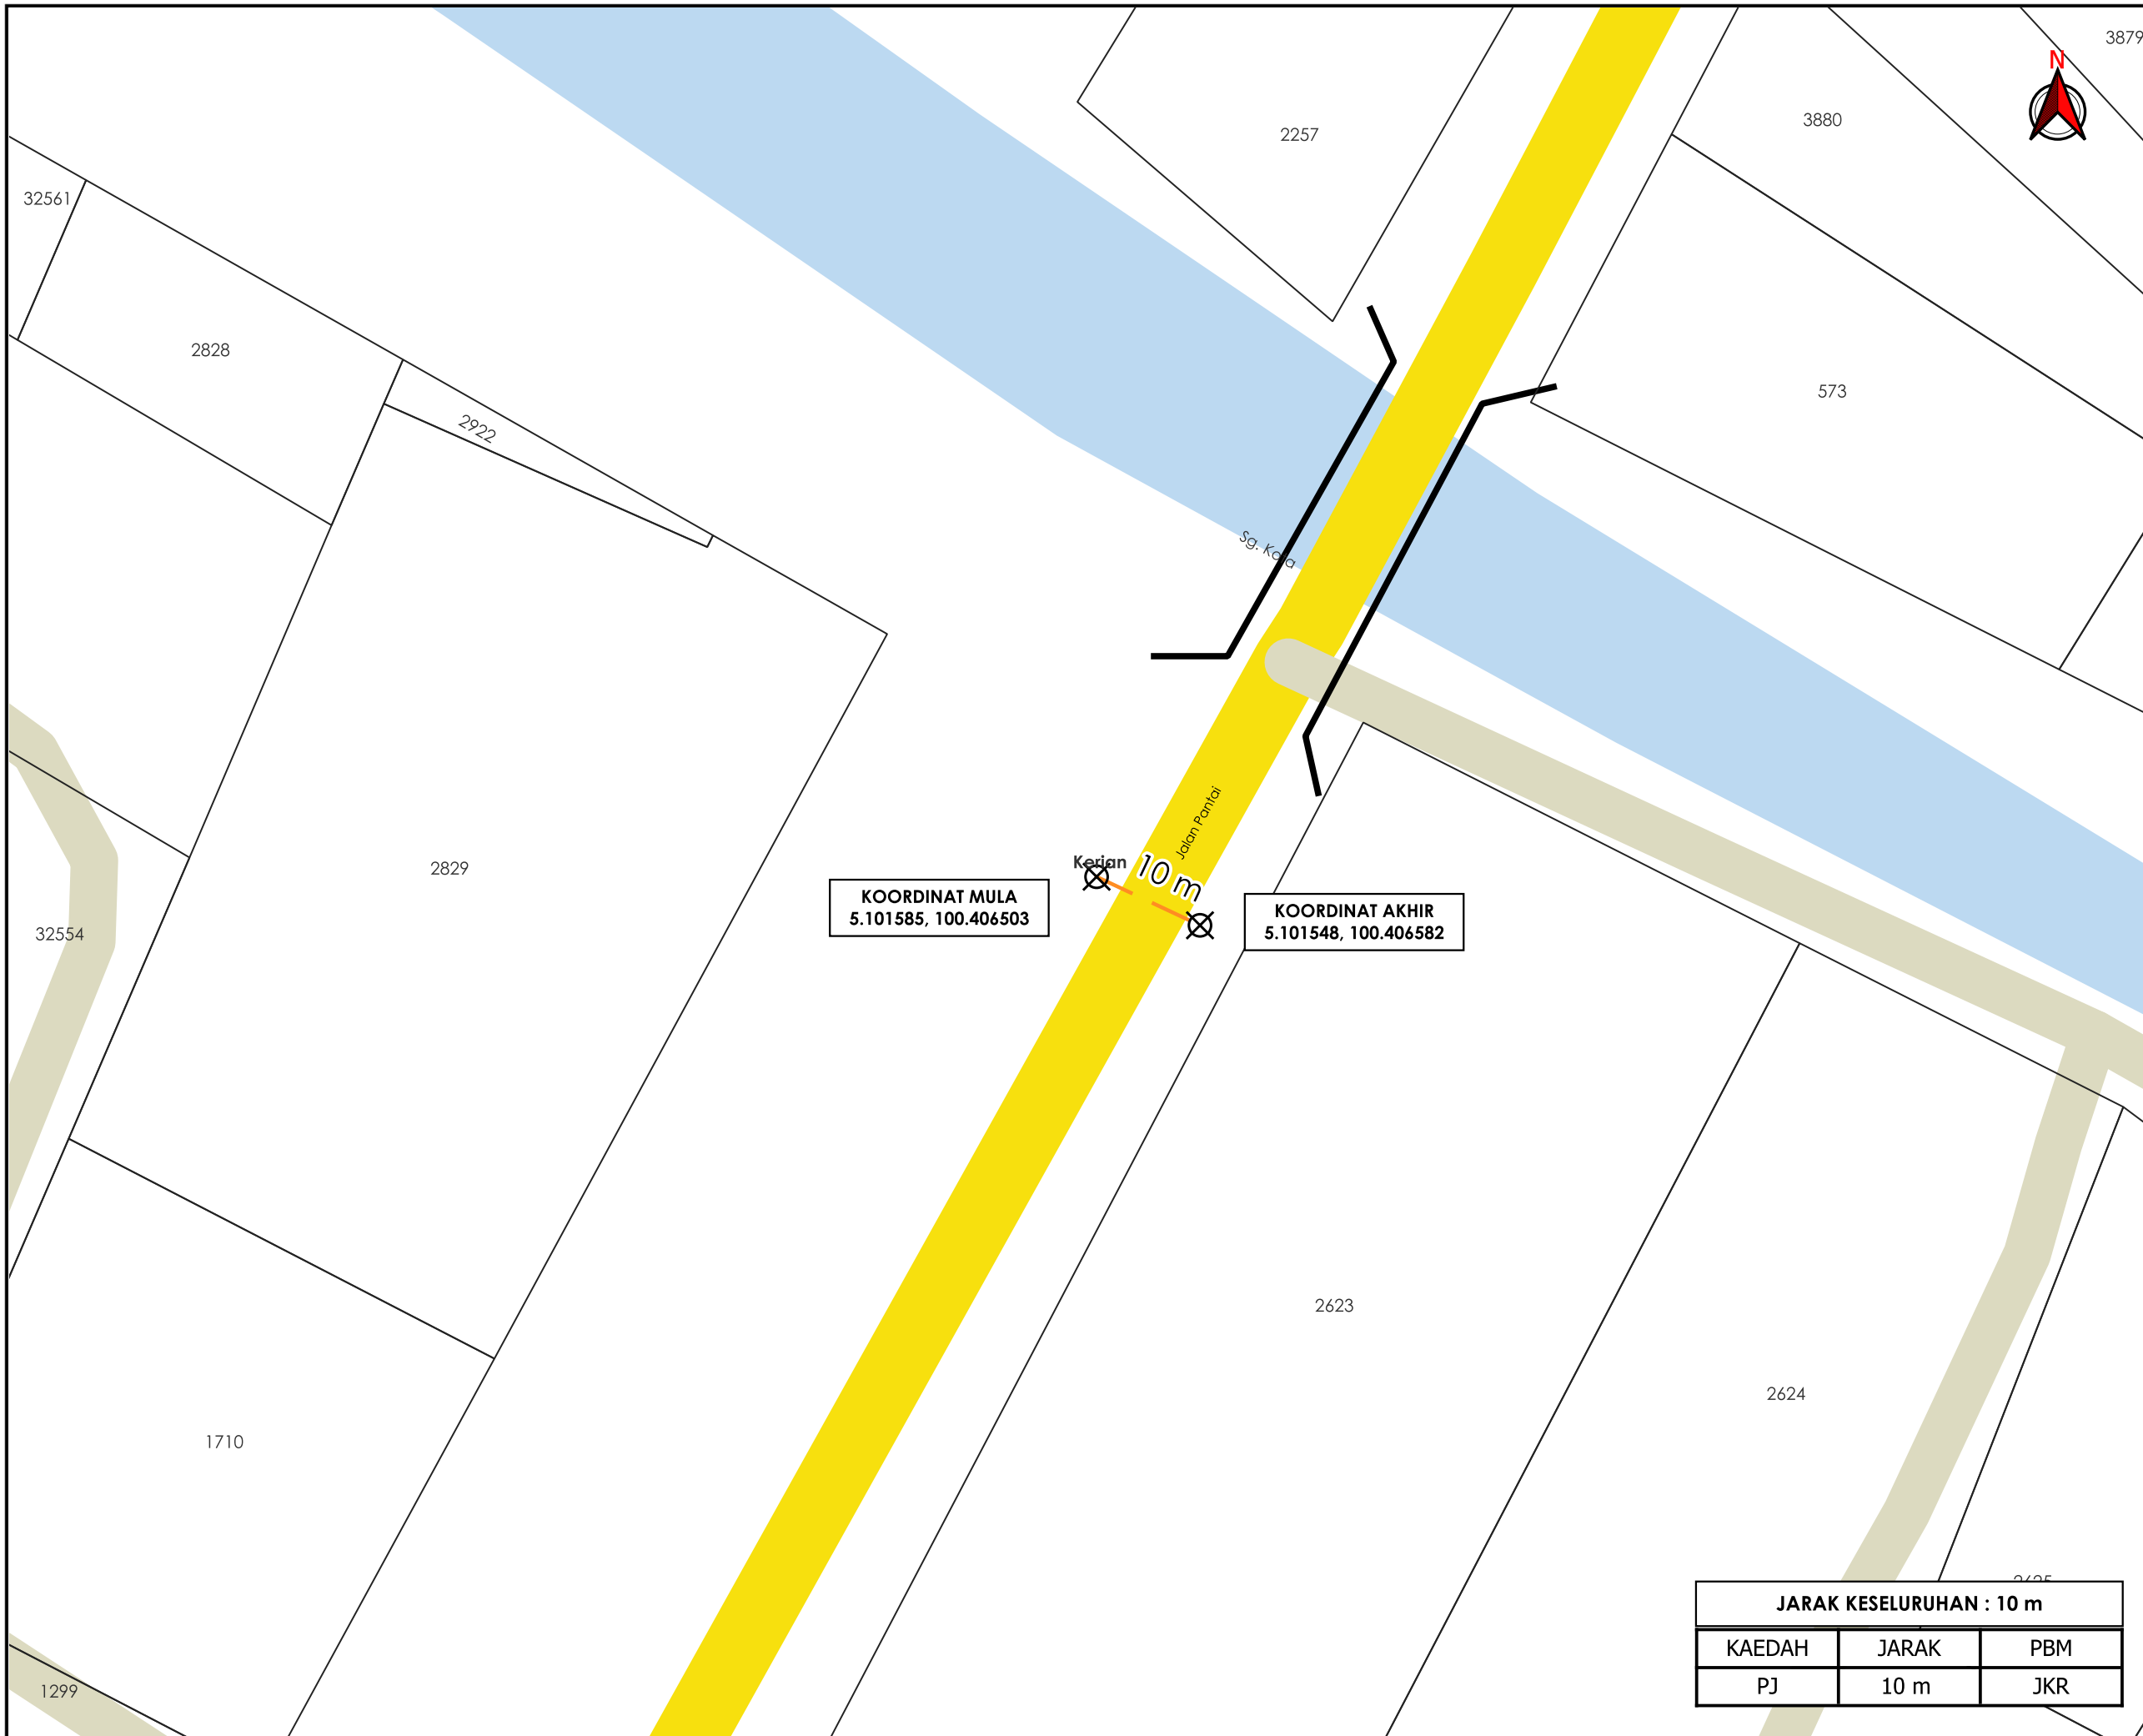 3879
N
3880
2257
32561
2828
573
2922
Sg.
Jalan Pantai
Kerian
10 m
2829
KOORDINAT MULA
5.101585, 100.406503
KOORDINAT AKHIR
5.101548, 100.406582
32554
2623
2624
1710
JARAK KESELURUHAN : 10 m
KAEDAH JARAK PBM
PJ 10 m JKR
1299